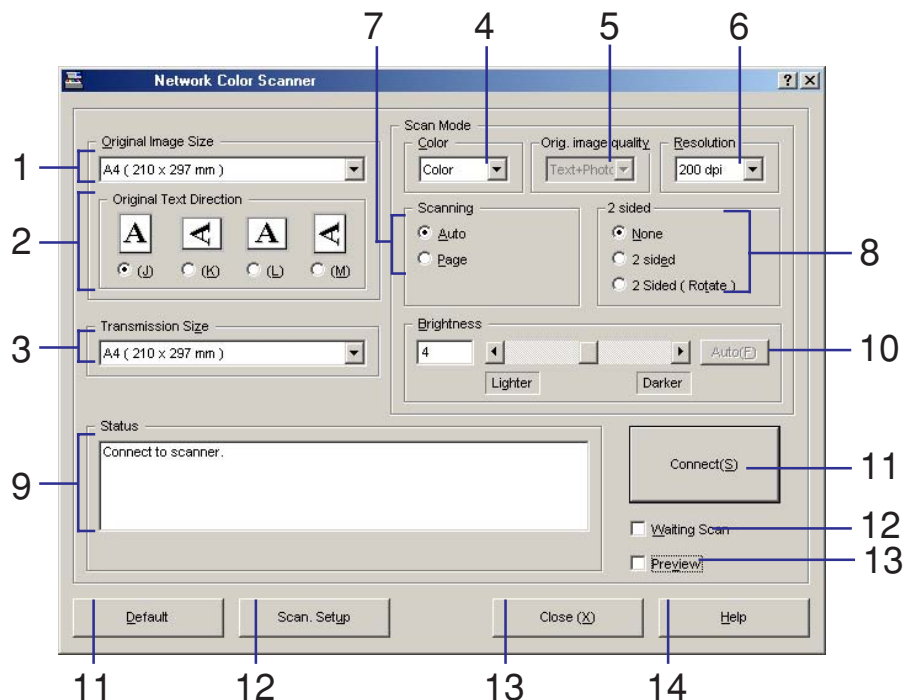 7 4 5 6
Network Color Scanner
Scan Mode
Original Image Size
Color
Orig. image quality
Resolution
1
A4 ( 210 x 297 mm )
Color
Text+Photo
200 dpi
Original Text Direction
Scanning
2 sided
2
A A A A
Auto
None
8
(J) (K) (L) (M)
Page
2 sided
2 Sided ( Rotate )
Transmission Size
Brightness
3
A4 ( 210 x 297 mm )
4
Auto(F)
10
Lighter
Darker
Status
9
Connect to scanner.
Connect(S)
11
Waiting Scan
12
Preview
13
Default
Scan. Setup
Close (X)
Help
11 12 13 14